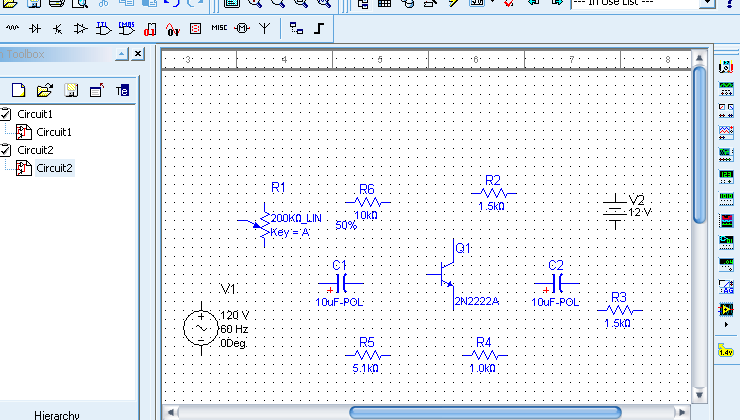 --- In Use List ---
MISC
Toolbox
3 4 5 6 7 8
Circuit1
Circuit1
Circuit2
Circuit2
R1
200KΩ_LIN
Key = A
50%
R6
10kΩ
R2
1.5kΩ
V2
12 V
Q1
2N2222A
C1
10uF-POL
C2
10uF-POL
V1
120 V
60 Hz
0Deg
R3
1.5kΩ
R5
5.1kΩ
R4
1.0kΩ
AG
1.4v
Hierarchy